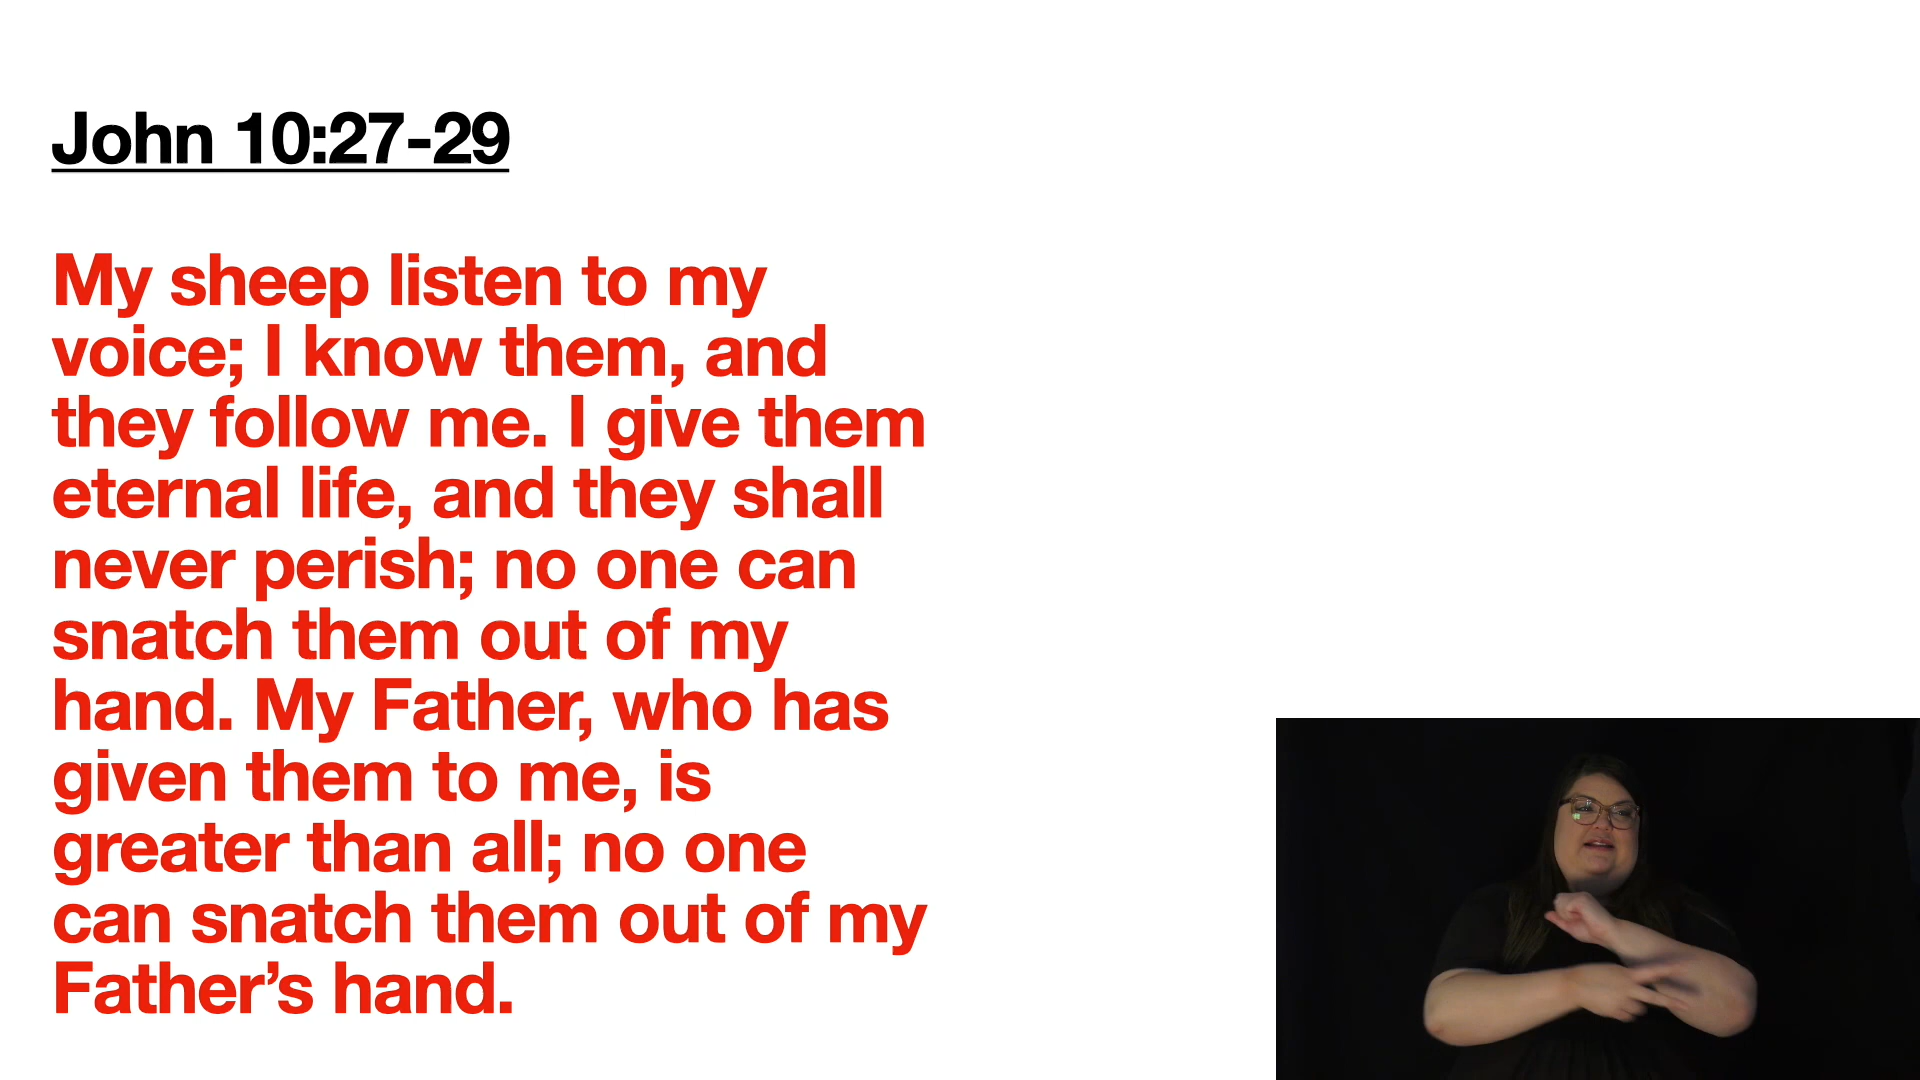 John 10:27-29
My sheep listen to my
voice; I know them, and
they follow me. I give them
eternal life, and they shall
never perish; no one can
snatch them out of my
hand. My Father, who has
given them to me, is
greater than all; no one
can snatch them out of my
Father’s hand.